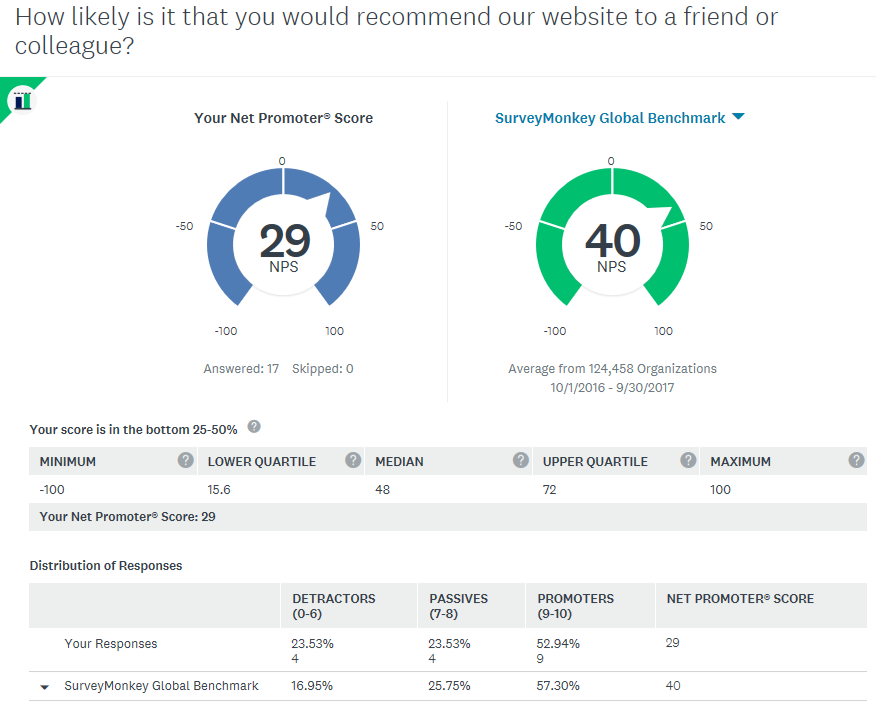 How likely is it that you would recommend our website to a friend or
colleague?
Your Net Promoter® Score
SurveyMonkey Global Benchmark
0
-50
50
29
NPS
-100
100
0
-50
50
40
NPS
-100
100
Answered: 17 Skipped: 0
Average from 124,458 Organizations
10/1/2016 - 9/30/2017
Your score is in the bottom 25-50% ?
MINIMUM ? LOWER QUARTILE ? MEDIAN ? UPPER QUARTILE ? MAXIMUM ?
-100 15.6 48 72 100
Your Net Promoter® Score: 29
Distribution of Responses
DETRACTORS PASSIVES PROMOTERS NET PROMOTER® SCORE
(0-6) (7-8) (9-10)
Your Responses 23.53% 23.53% 52.94% 29
4 4 9
SurveyMonkey Global Benchmark 16.95% 25.75% 57.30% 40